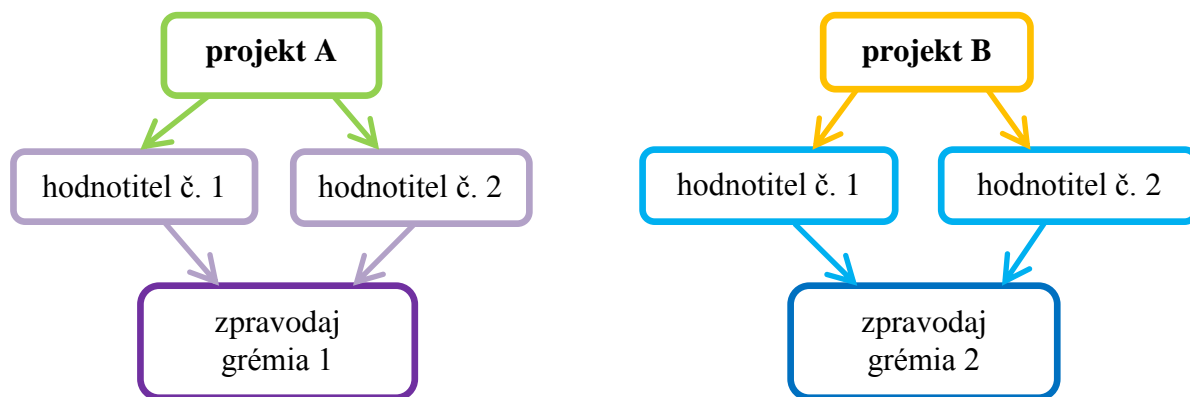 projekt A
projekt B
hodnotitel č. 1
hodnotitel č. 2
hodnotitel č. 1
hodnotitel č. 2
zpravodaj
grémia 1
zpravodaj
grémia 2